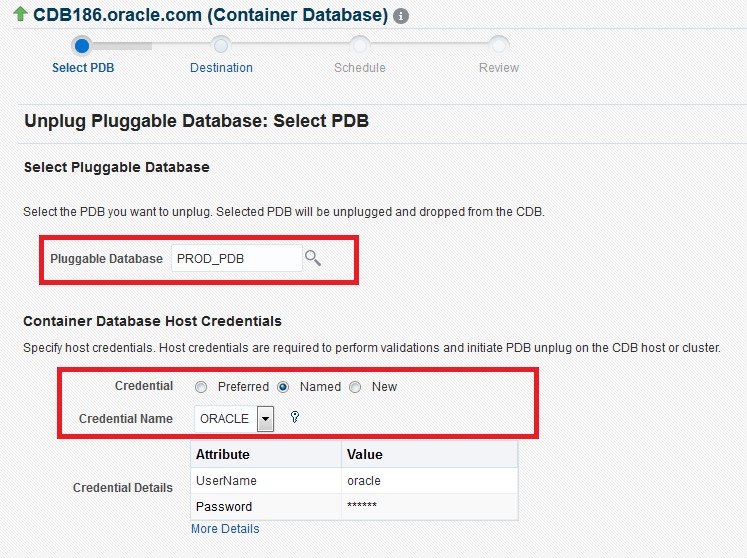 CDB186.oracle.com (Container Database)
Select PDB Destination Schedule Review
Unplug Pluggable Database: Select PDB
Select Pluggable Database
Select the PDB you want to unplug. Selected PDB will be unplugged and dropped from the CDB.
Pluggable Database PROD_PDB
Container Database Host Credentials
Specify host credentials. Host credentials are required to perform validations and initiate PDB unplug on the CDB host or cluster.
Credential Preferred Named New
Credential Name ORACLE
Attribute Value
UserName oracle
Credential Details
Password ******
More Details